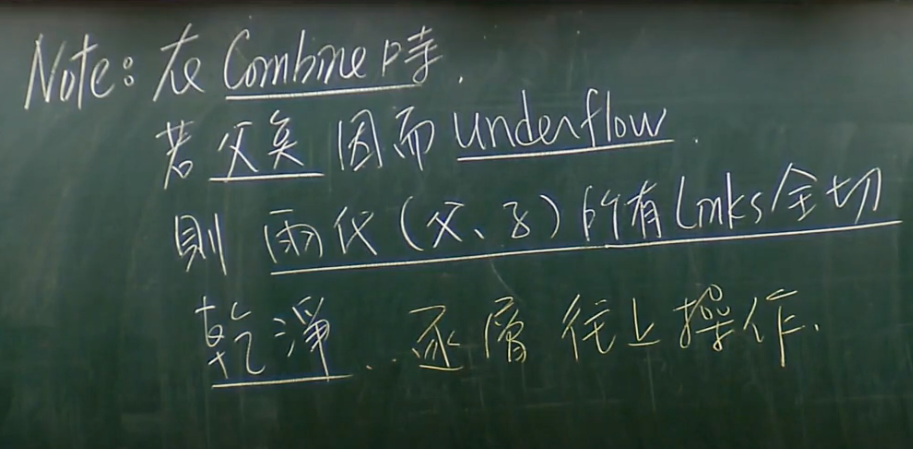 Note: 在 Combine 時.
若 父矣 因而 underflow.
則 兩代(父、子)所有 Links 全切
乾淨..逐層往上操作.